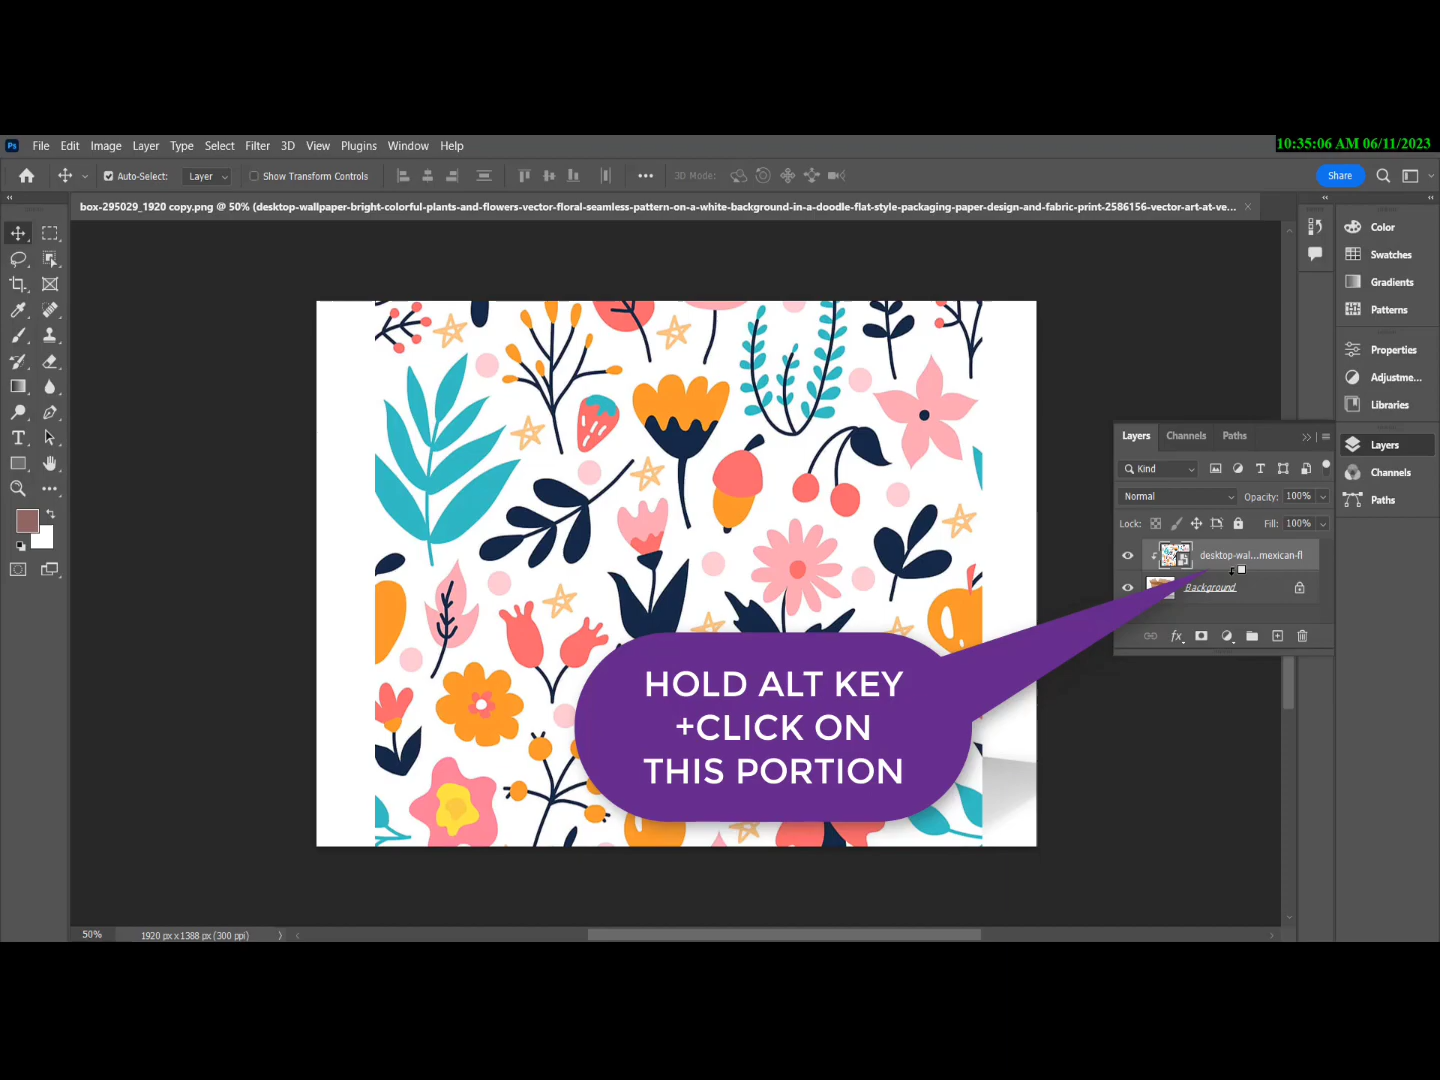 10:35:06 AM 06/11/2023
Ps File Edit Image Layer Type Select Filter 3D View Plugins Window Help
Auto-Select: Layer Show Transform Controls 3D Mode: Share
box-295029_1920 copy.png @ 50% (desktop-wallpaper-bright-colorful-plants-and-flowers-vector-floral-seamless-pattern-on-a-white-background-in-a-doodle-flat-style-packaging-paper-design-and-fabric-print-2586156-vector-art-at-ve...
Color
Swatches
Gradients
Patterns
Properties
Adjustme...
Libraries
Layers
Channels
Paths
Layers Channels Paths
Kind
Normal Opacity: 100%
Lock: Fill: 100%
desktop-wal...mexican-fl
Background
fx
HOLD ALT KEY
+CLICK ON
THIS PORTION
50% 1920 px x 1388 px (300 ppi)